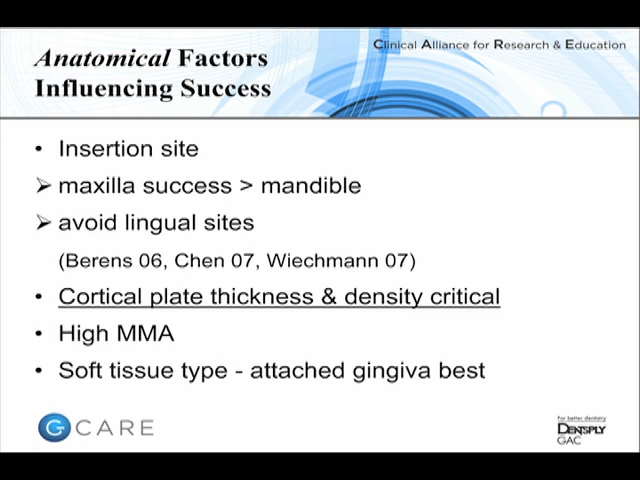 Clinical Alliance for Research & Education
Anatomical Factors
Influencing Success
• Insertion site
➢ maxilla success > mandible
➢ avoid lingual sites
(Berens 06, Chen 07, Wiechmann 07)
• Cortical plate thickness & density critical
• High MMA
• Soft tissue type - attached gingiva best
G CARE
For better dentistry
DENTSPLY
GAC